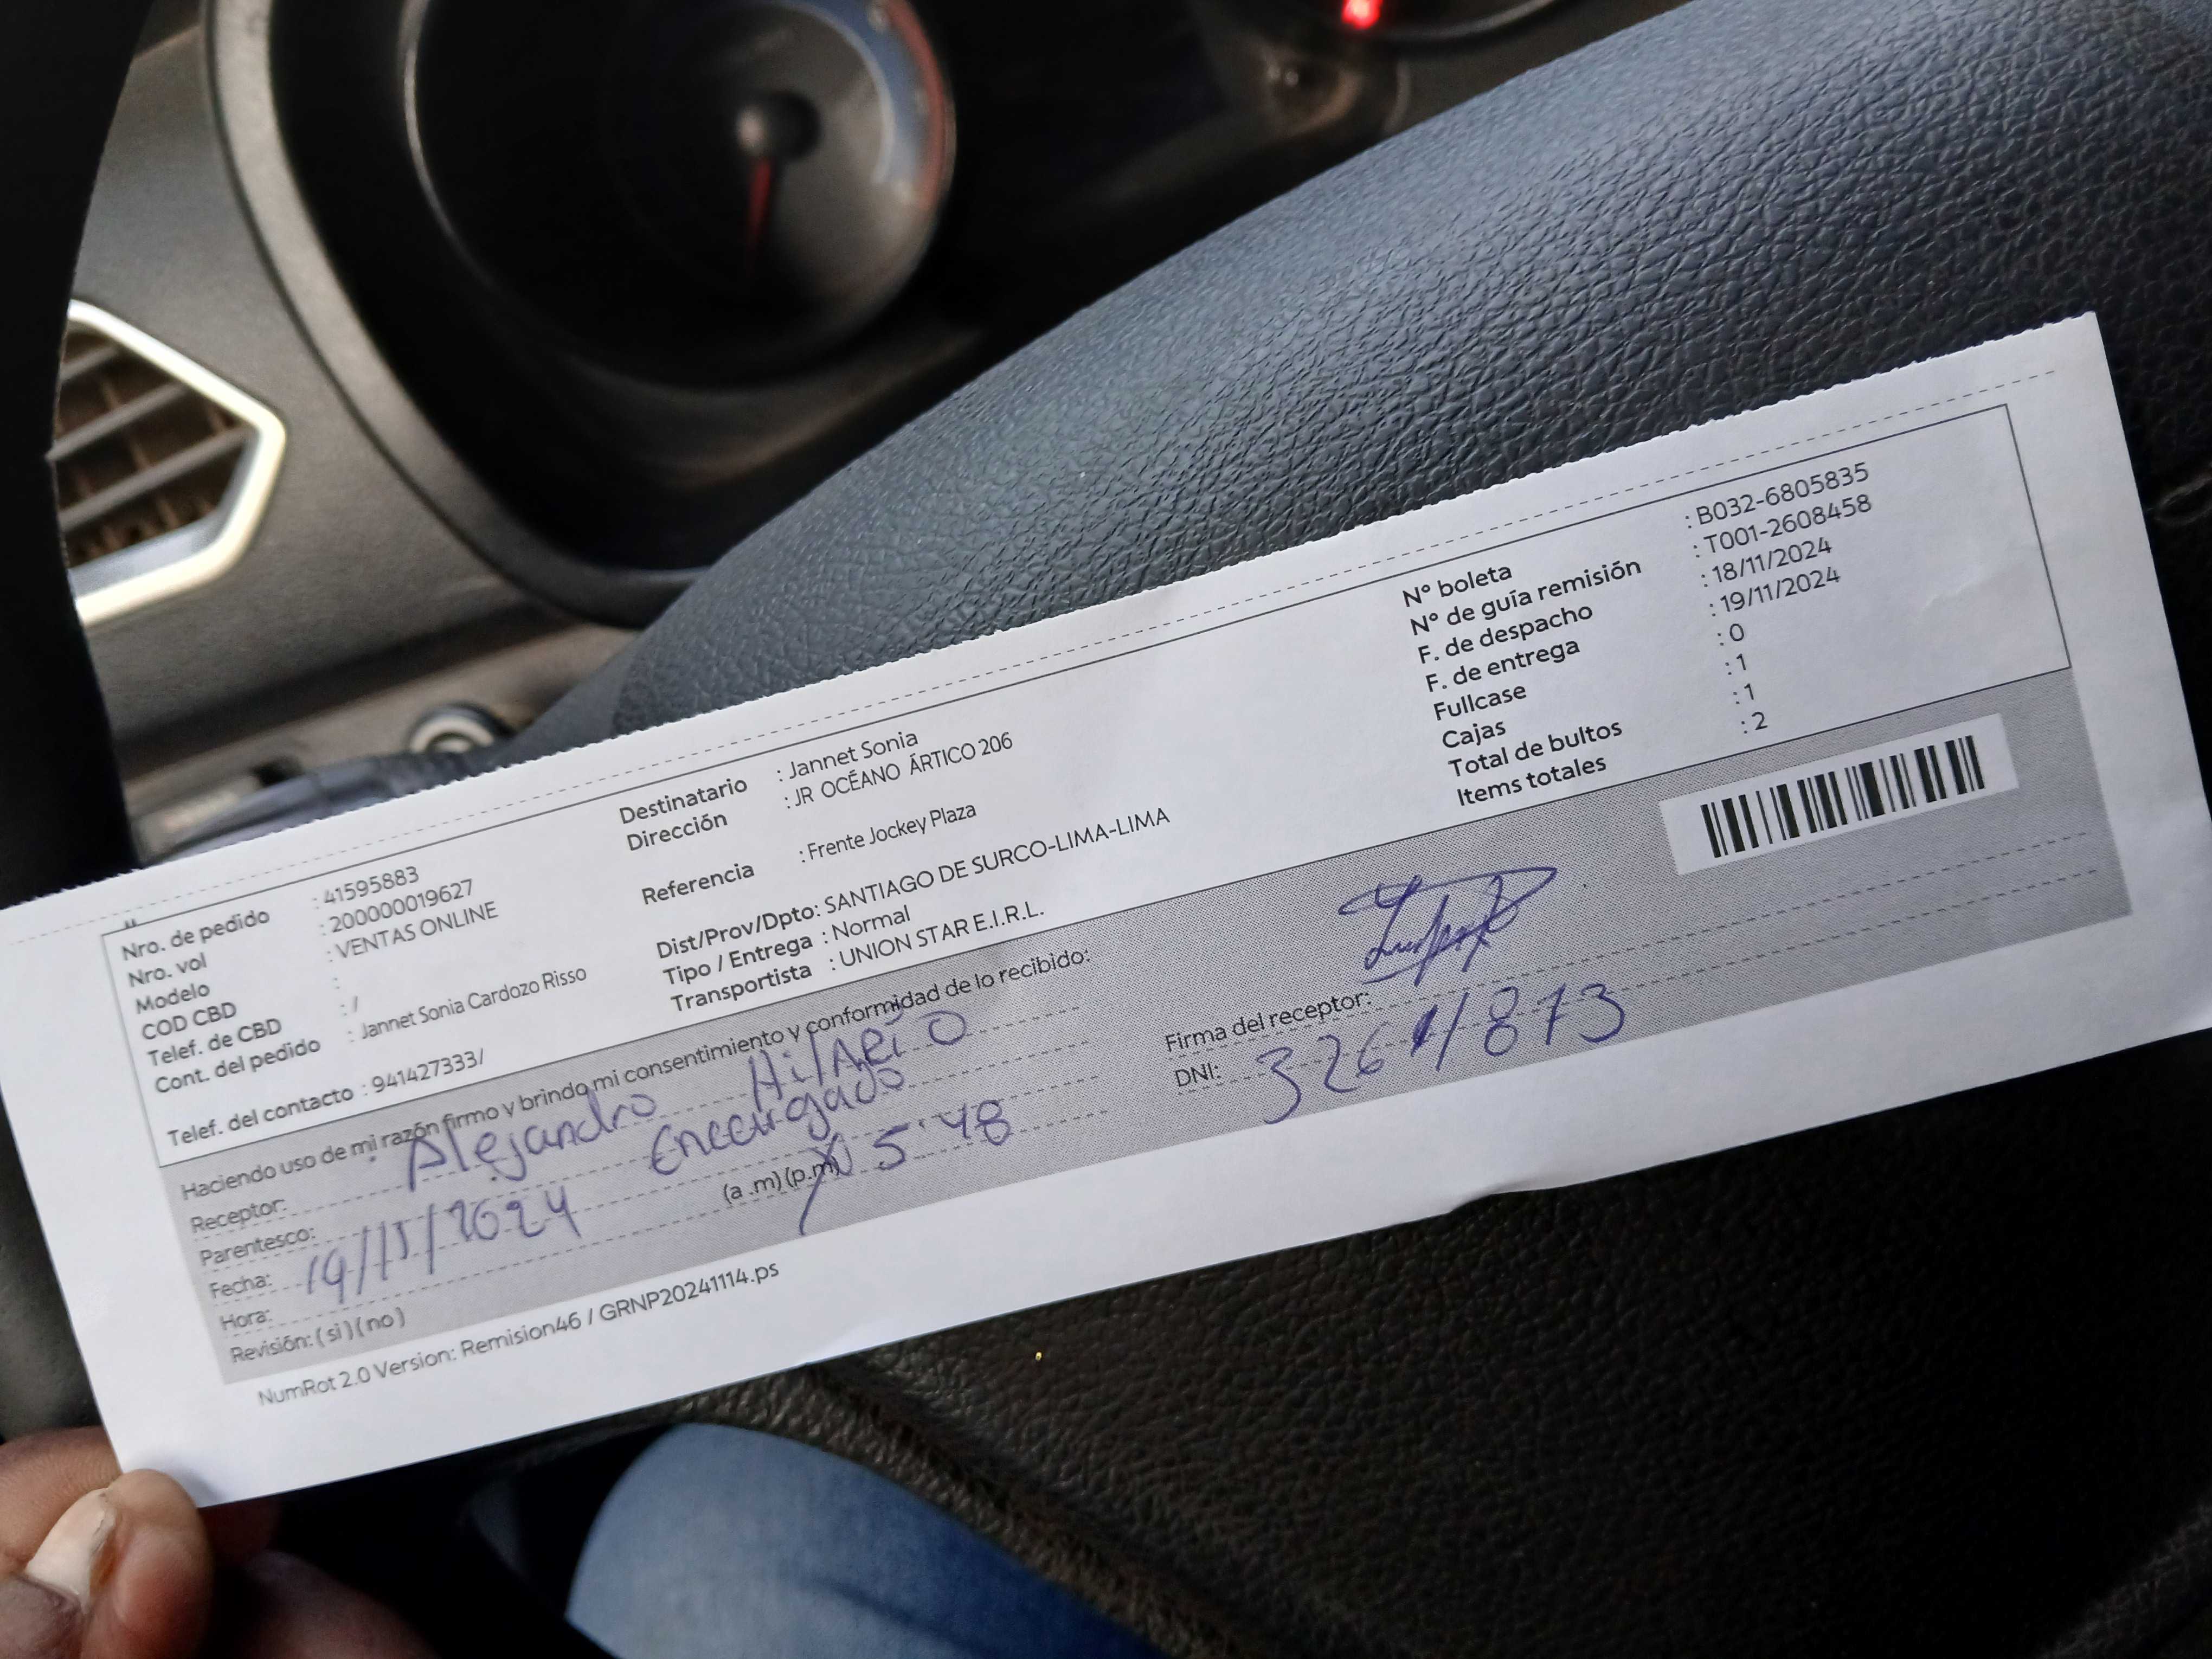 Nro. de pedido : 41595883
Nro. vol : 200000019627
Modelo : VENTAS ONLINE
COD CBD :
Telef. de CBD : /
Cont. del pedido : Jannet Sonia Cardozo Risso
Telef. del contacto : 941427333/
Destinatario : Jannet Sonia
Dirección : JR OCÉANO ÁRTICO 206
Referencia : Frente Jockey Plaza
Dist/Prov/Dpto: SANTIAGO DE SURCO-LIMA-LIMA
Tipo / Entrega : Normal
Transportista : UNION STAR E.I.R.L.
N° boleta : B032-6805835
N° de guía remisión : T001-2608458
F. de despacho : 18/11/2024
F. de entrega : 19/11/2024
Fullcase : 0
Cajas : 1
Total de bultos : 1
Items totales : 2
Haciendo uso de mi razón firmo y brindo mi consentimiento y conformidad de lo recibido:
Receptor: Alejandro HilARiO
Parentesco: Encargado
Fecha: 19/11/2024
Hora: (a .m) (p.m) 5:48
Revisión: ( si ) ( no )
Firma del receptor:
DNI: 32641873
NumRot 2.0 Version: Remision46 / GRNP20241114.ps